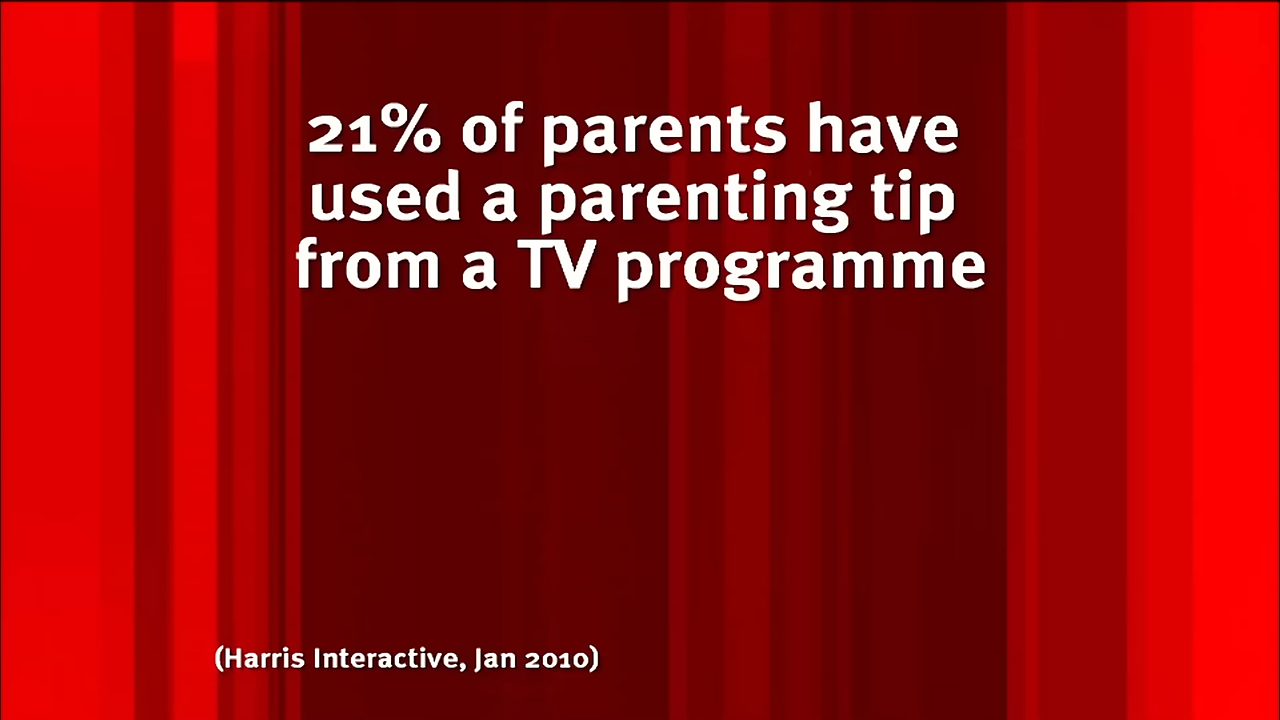 21% of parents have
used a parenting tip
from a TV programme
(Harris Interactive, Jan 2010)